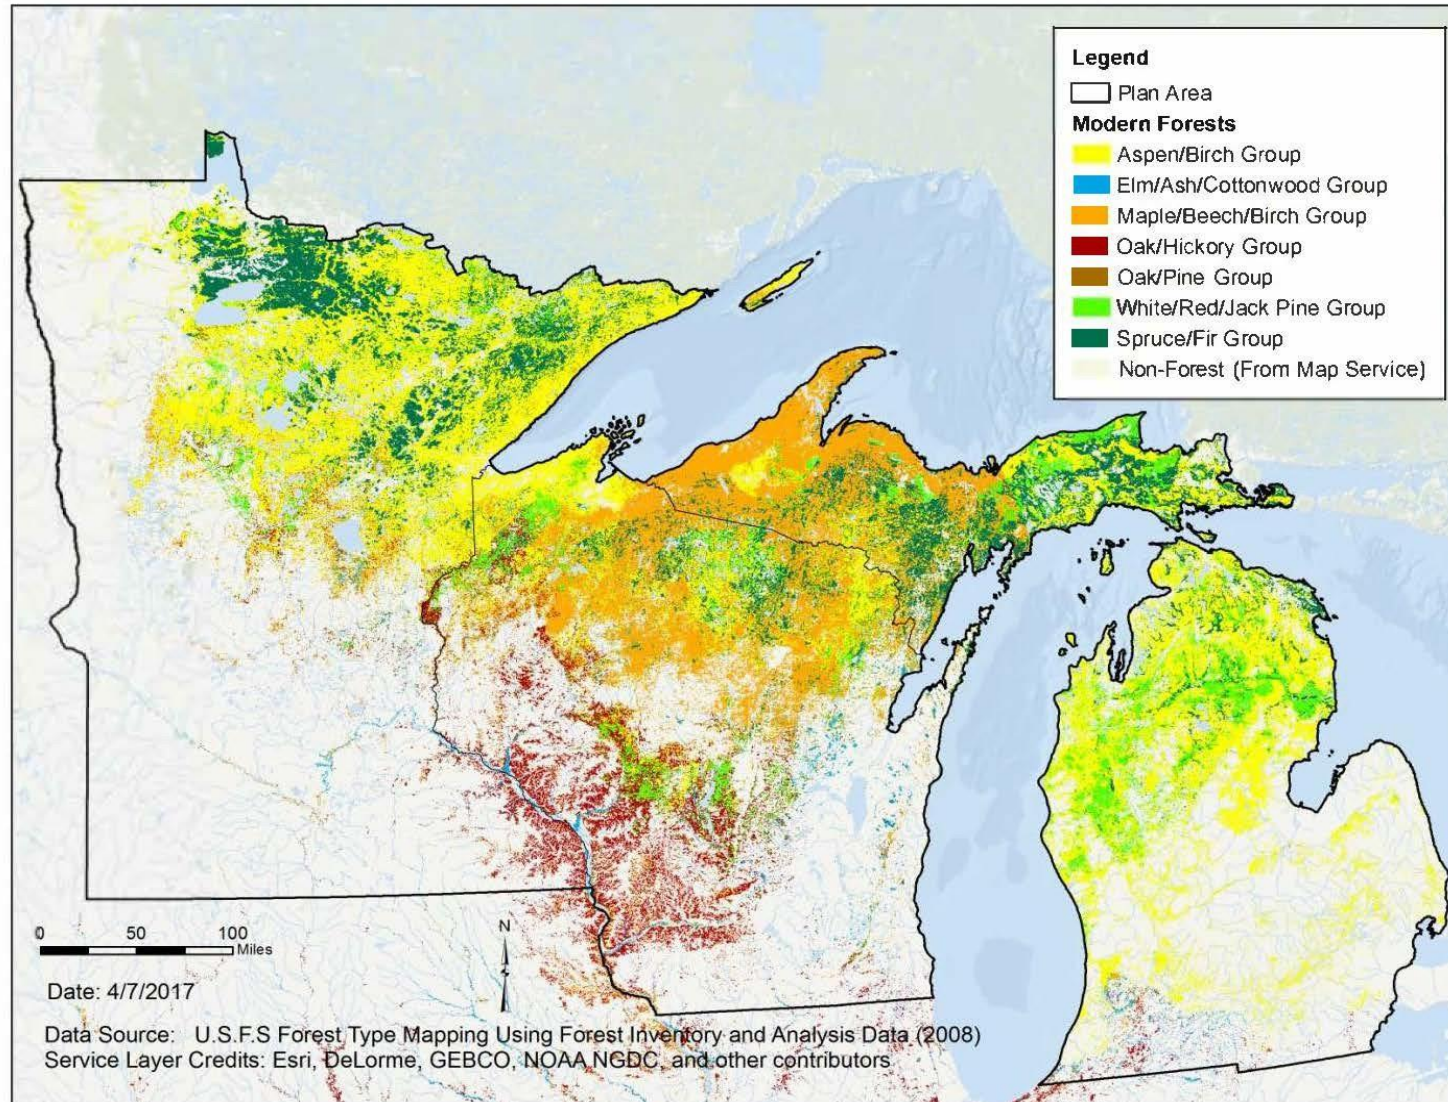 Legend
Plan Area
Modern Forests
Aspen/Birch Group
Elm/Ash/Cottonwood Group
Maple/Beech/Birch Group
Oak/Hickory Group
Oak/Pine Group
White/Red/Jack Pine Group
Spruce/Fir Group
Non-Forest (From Map Service)
0 50 100
Miles
N
Date: 4/7/2017
Data Source: U.S.F.S Forest Type Mapping Using Forest Inventory and Analysis Data (2008)
Service Layer Credits: Esri, DeLorme, GEBCO, NOAA NGDC, and other contributors